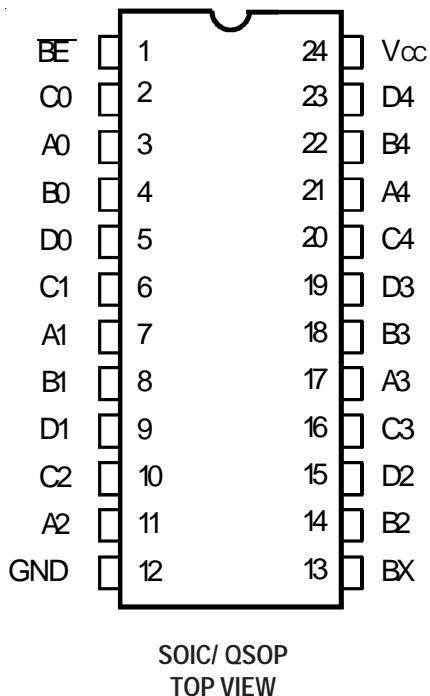 B̅E̅ 1 24 Vcc
C0 2 23 D4
A0 3 22 B4
B0 4 21 A4
D0 5 20 C4
C1 6 19 D3
A1 7 18 B3
B1 8 17 A3
D1 9 16 C3
C2 10 15 D2
A2 11 14 B2
GND 12 13 BX
SOIC/ QSOP
TOP VIEW